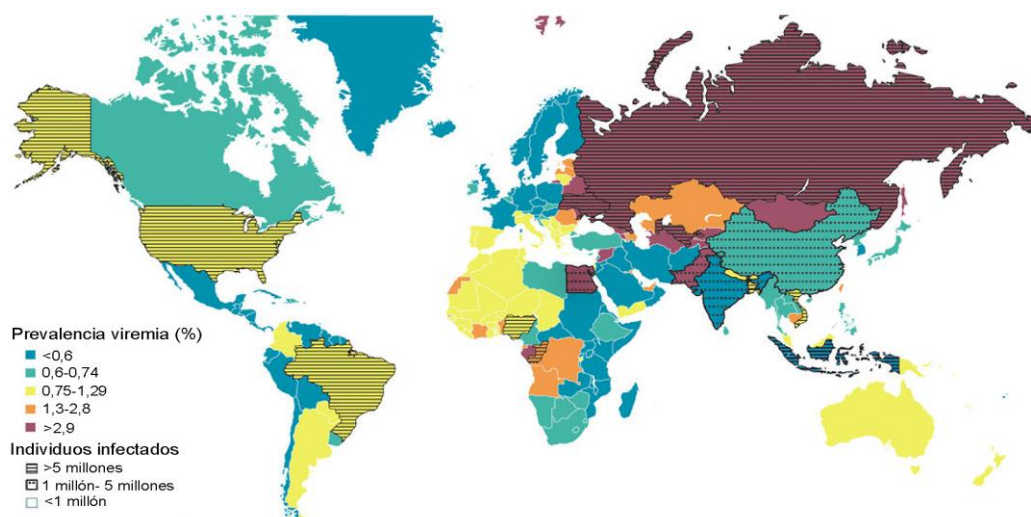 Prevalencia viremia (%)
<0,6
0,6-0,74
0,75-1,29
1,3-2,8
>2,9
Individuos infectados
>5 millones
1 millón- 5 millones
<1 millón